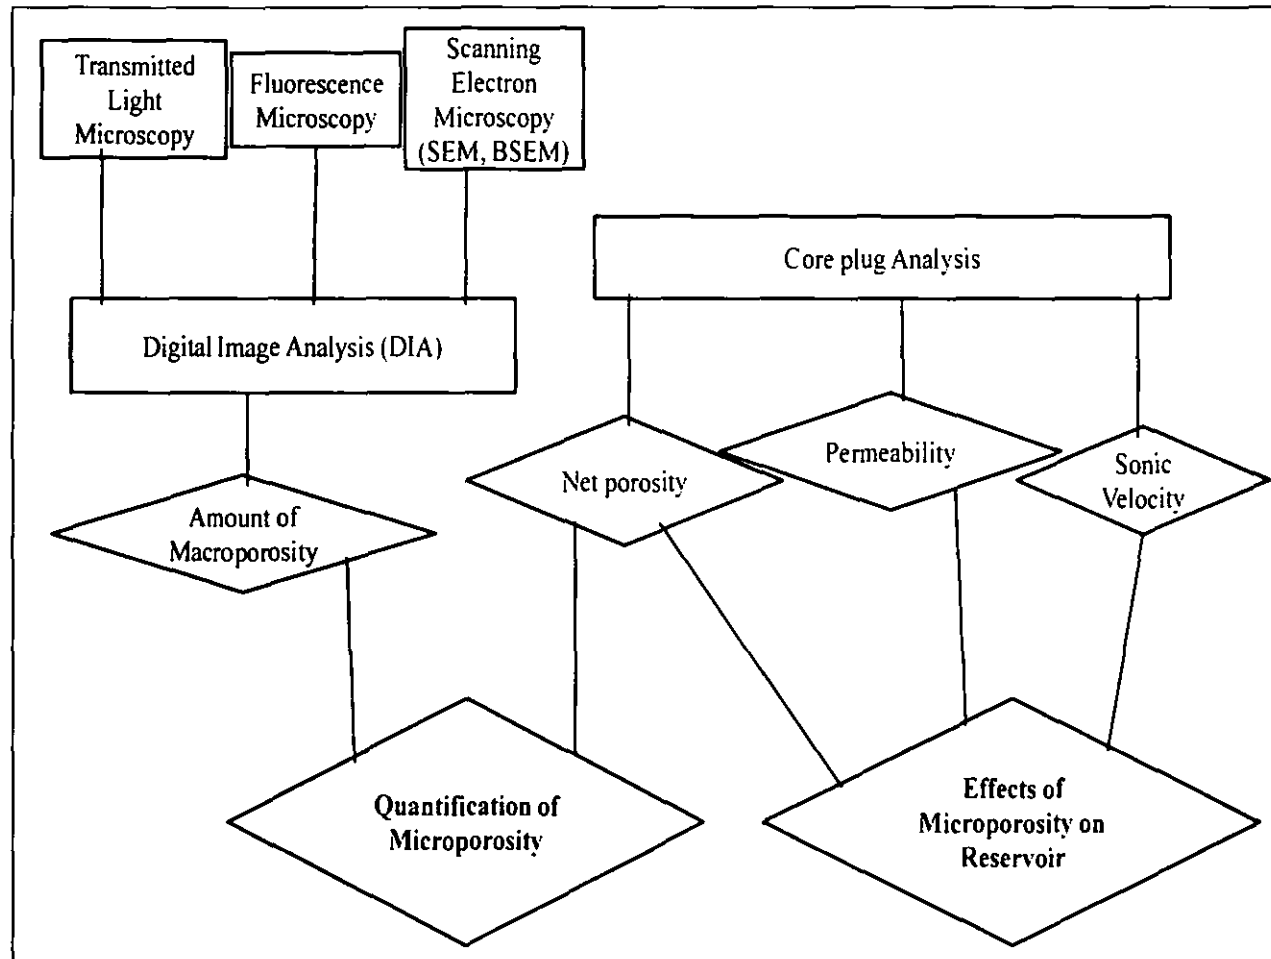 Transmitted
Light
Microscopy
Fluorescence
Microscopy
Scanning
Electron
Microscopy
(SEM, BSEM)
Core plug Analysis
Digital Image Analysis (DIA)
Net porosity
Permeability
Sonic
Velocity
Amount of
Macroporosity
Quantification of
Microporosity
Effects of
Microporosity on
Reservoir